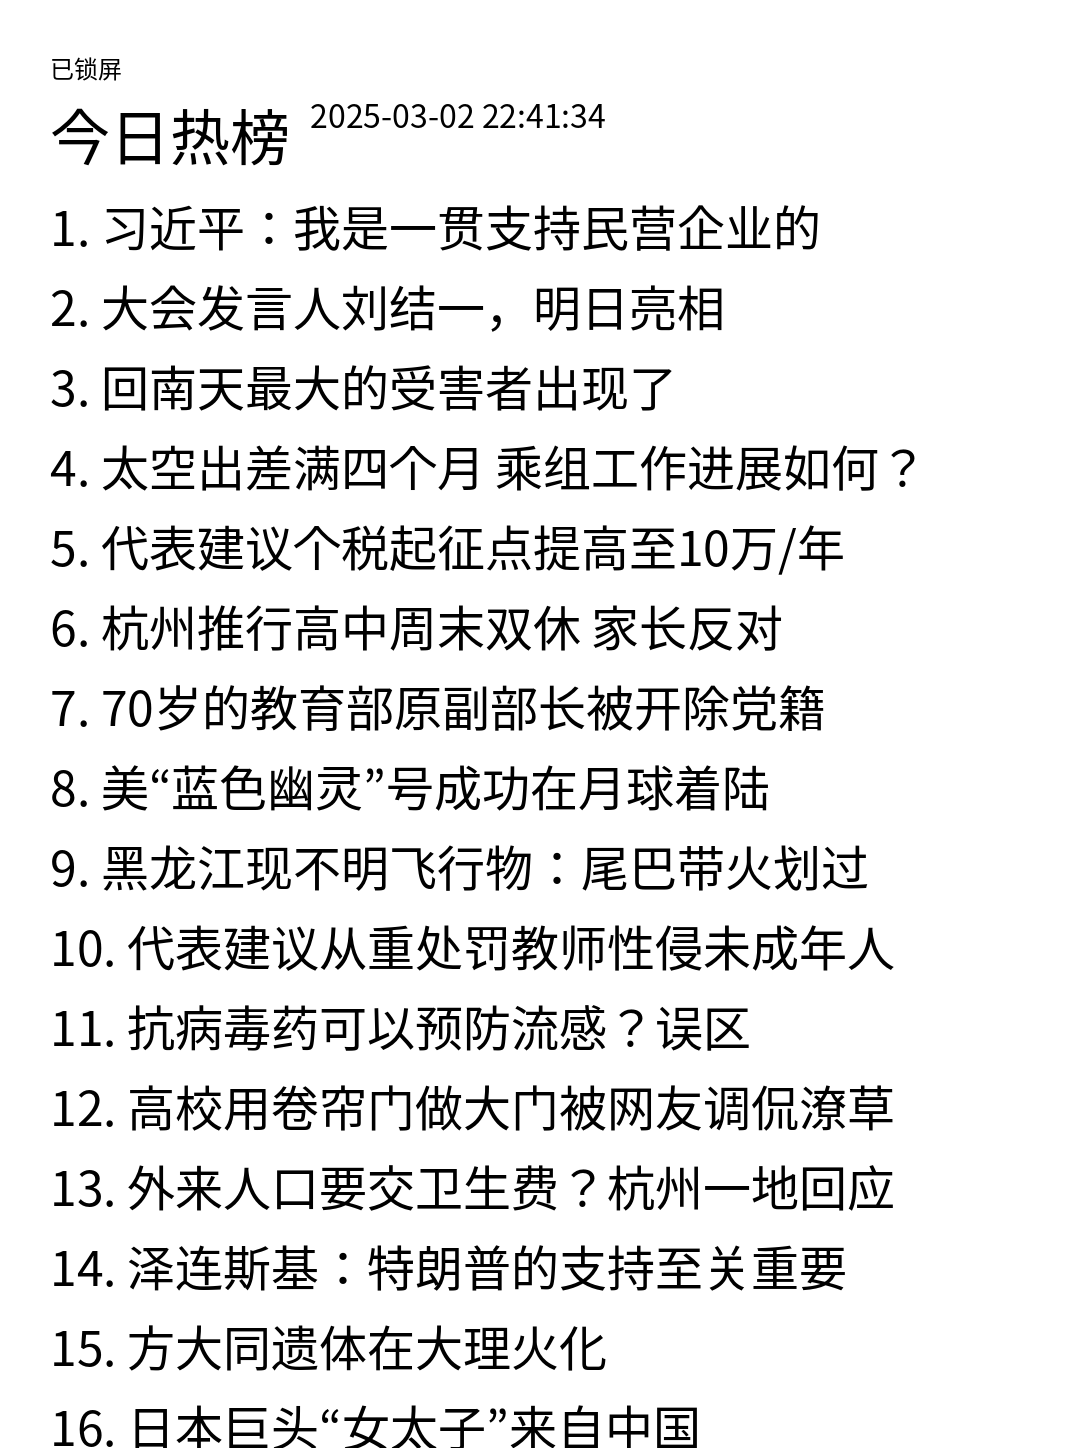 已锁屏
今日热榜 2025-03-02 22:41:34
1. 习近平：我是一贯支持民营企业的
2. 大会发言人刘结一，明日亮相
3. 回南天最大的受害者出现了
4. 太空出差满四个月 乘组工作进展如何？
5. 代表建议个税起征点提高至10万/年
6. 杭州推行高中周末双休 家长反对
7. 70岁的教育部原副部长被开除党籍
8. 美“蓝色幽灵”号成功在月球着陆
9. 黑龙江现不明飞行物：尾巴带火划过
10. 代表建议从重处罚教师性侵未成年人
11. 抗病毒药可以预防流感？误区
12. 高校用卷帘门做大门被网友调侃潦草
13. 外来人口要交卫生费？杭州一地回应
14. 泽连斯基：特朗普的支持至关重要
15. 方大同遗体在大理火化
16. 日本巨头“女太子”来自中国